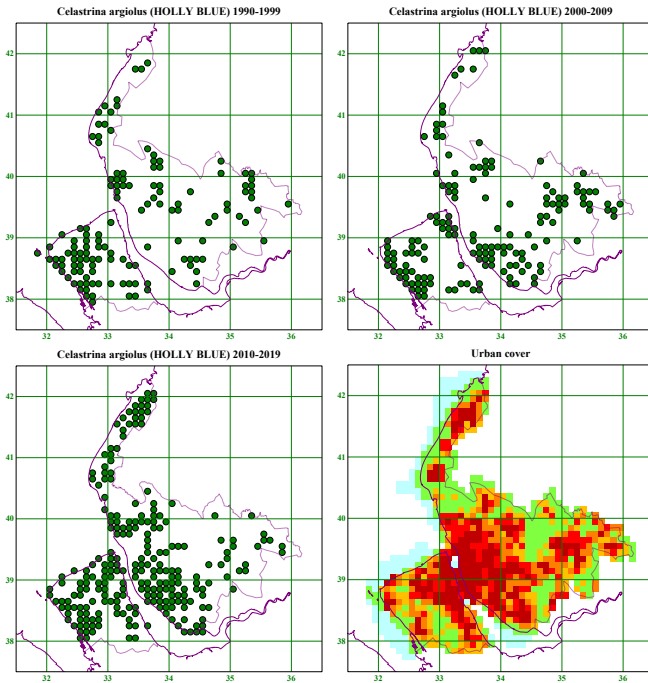 Celastrina argiolus (HOLLY BLUE) 1990-1999
42
41
40
39
38
32 33 34 35 36
Celastrina argiolus (HOLLY BLUE) 2000-2009
42
41
40
39
38
32 33 34 35 36
Celastrina argiolus (HOLLY BLUE) 2010-2019
42
41
40
39
38
32 33 34 35 36
Urban cover
42
41
40
39
38
32 33 34 35 36